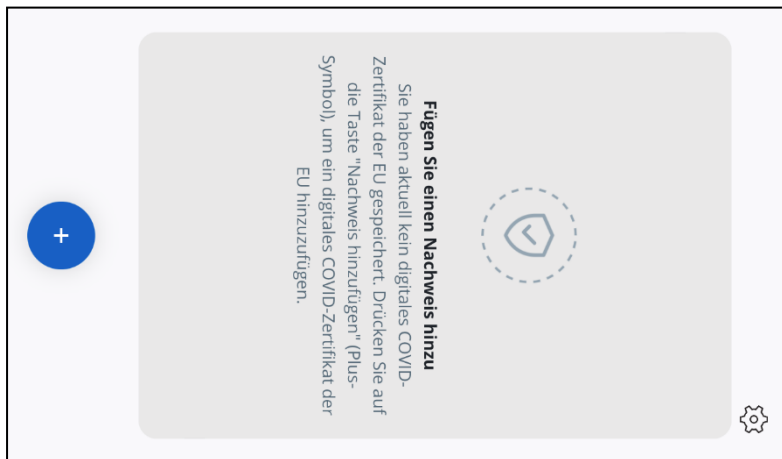 Fügen Sie einen Nachweis hinzu
Sie haben aktuell kein digitales COVID-
Zertifikat der EU gespeichert. Drücken Sie auf
die Taste "Nachweis hinzufügen" (Plus-
Symbol), um ein digitales COVID-Zertifikat der
EU hinzuzufügen.
+